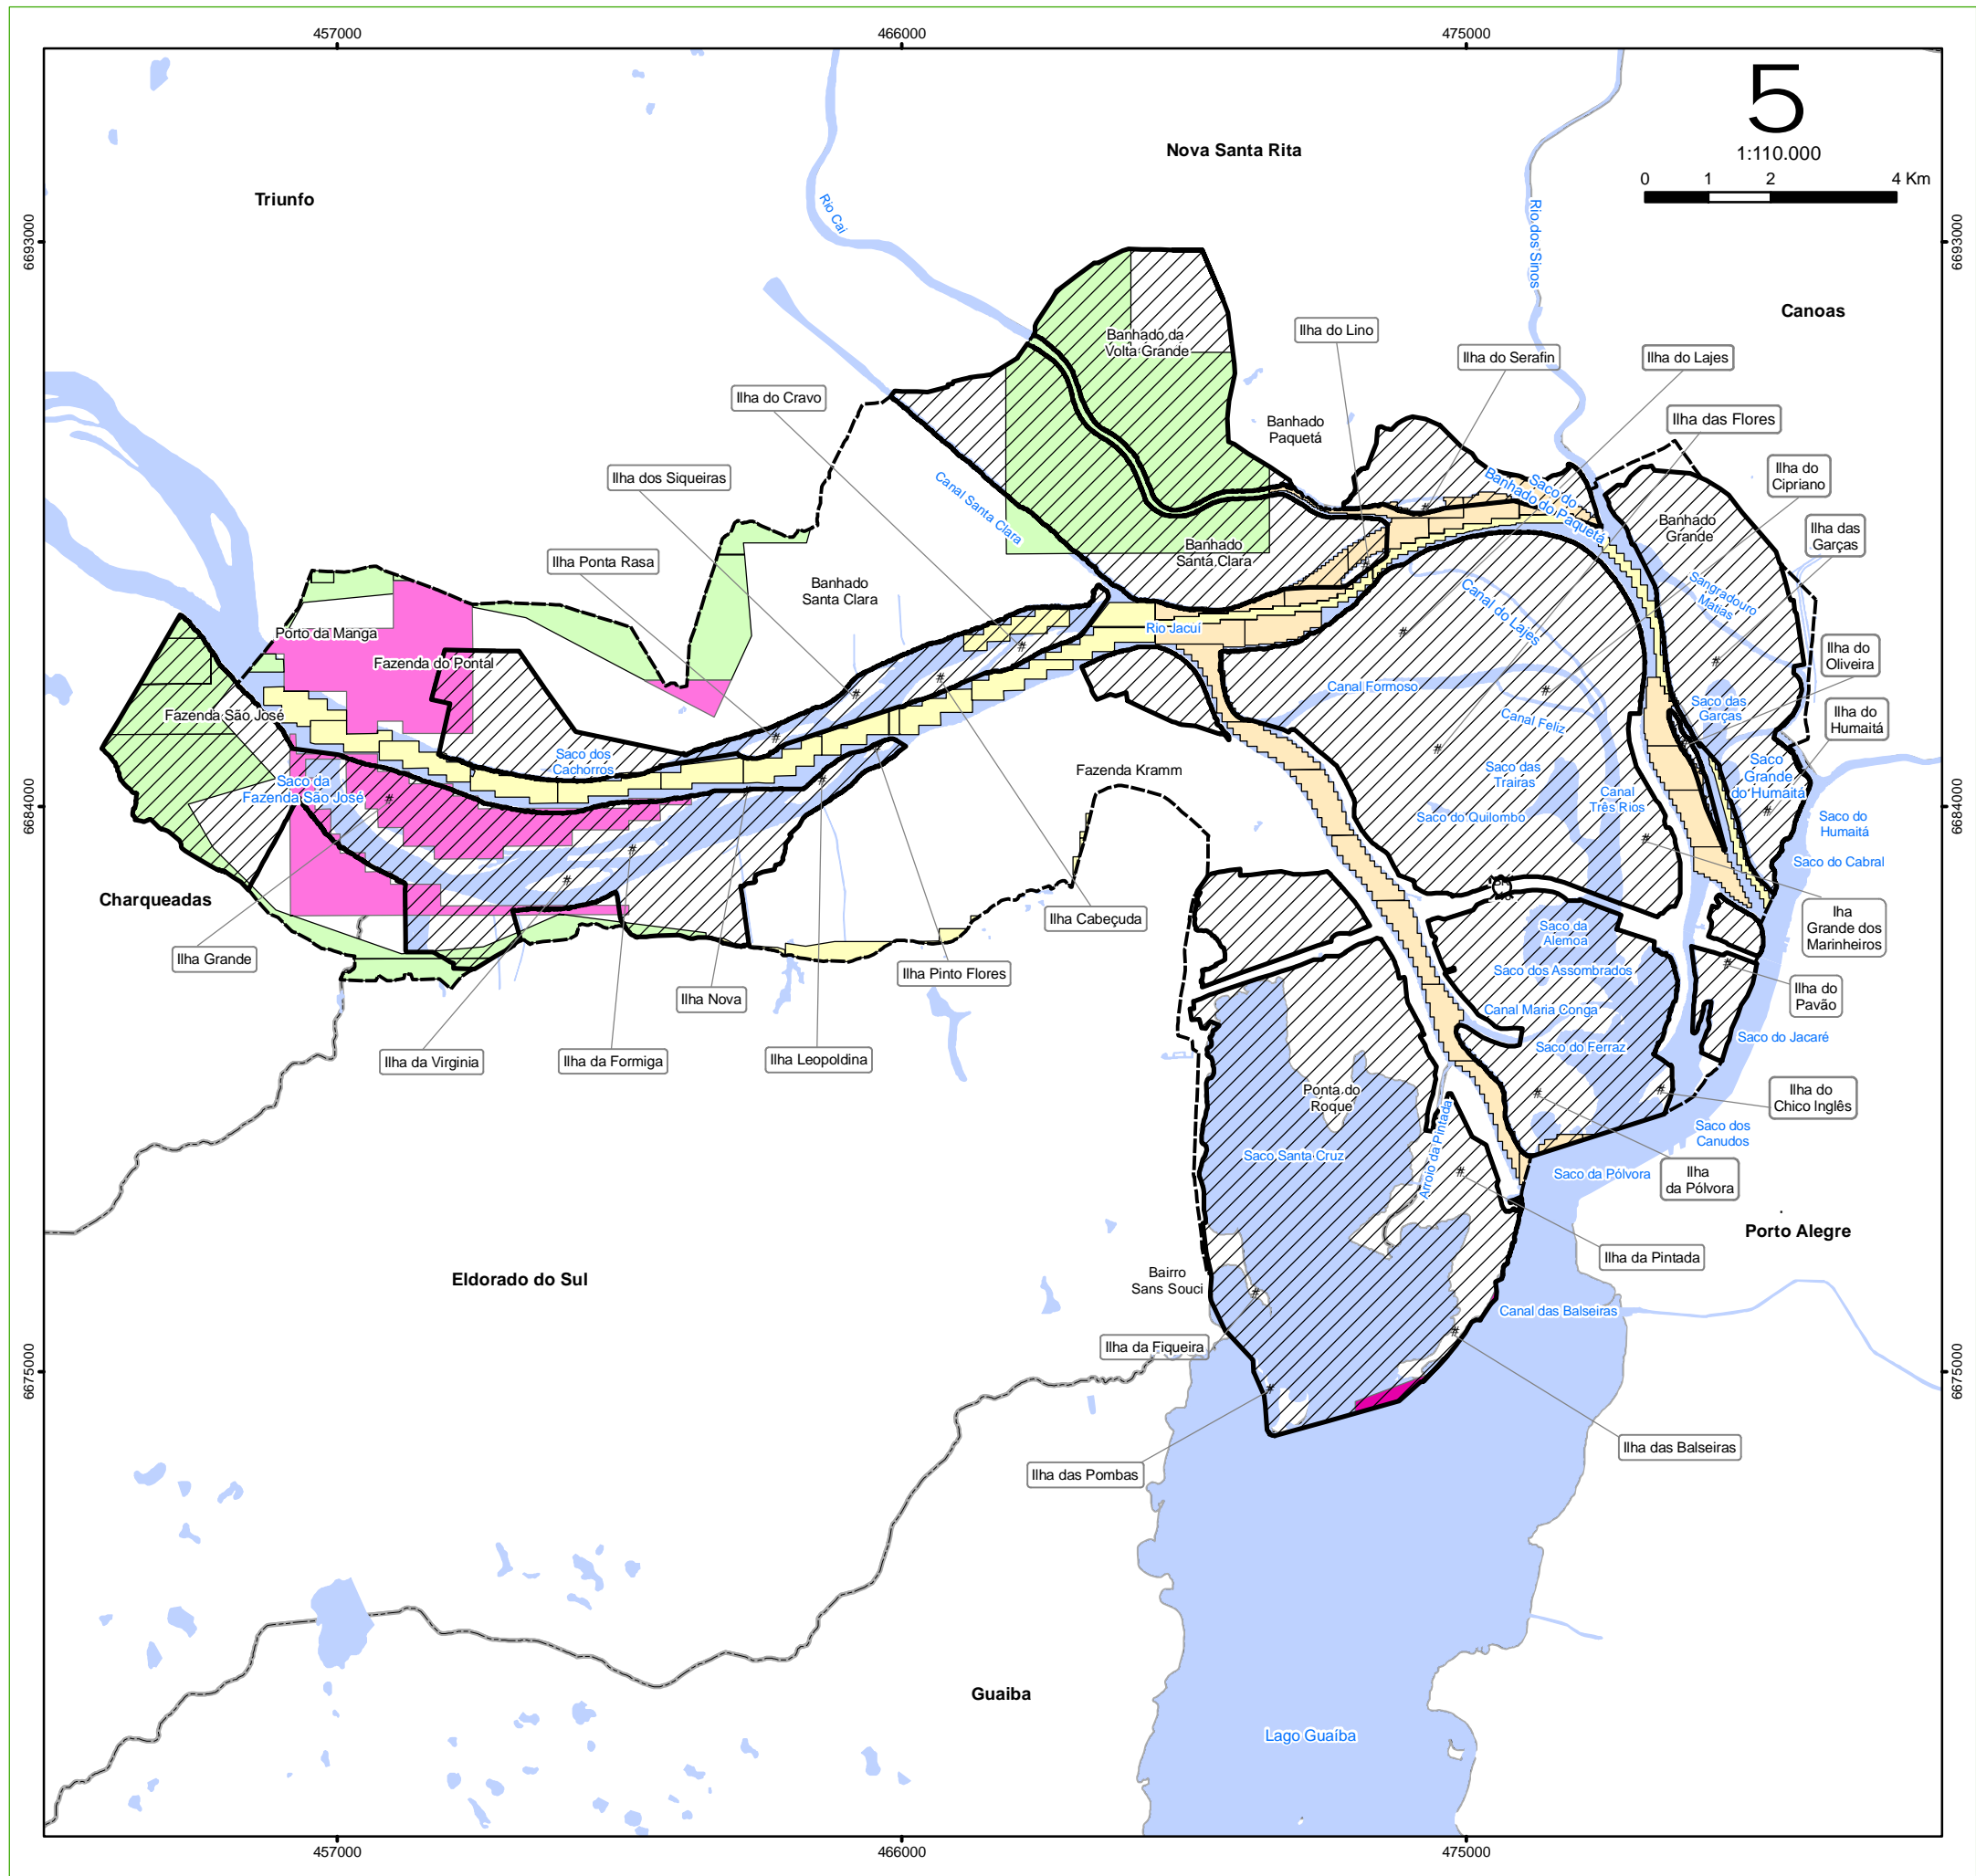 457000
466000
475000
5
1:110.000
0 1 2 4 Km
Nova Santa Rita
Triunfo
Rio Cai
Rio dos Sinos
6693000
6693000
Canoas
Banhado da
Volta Grande
Ilha do Lino
Ilha do Serafin
Ilha do Lajes
Ilha do Cravo
Ilha das Flores
Banhado
Paquetá
Ilha dos Siqueiras
Ilha do
Cipriano
Canal Santa Clara
Saco do
Banhado do Paquetá
Banhado
Grande
Ilha das
Garças
Ilha Ponta Rasa
Banhado
Santa Clara
Banhado
Santa Clara
Sangradouro
Matias
Canal do Lajes
Rio Jacuí
Porto da Manga
Fazenda do Pontal
Ilha do
Oliveira
Canal Formoso
Saco das
Garças
Fazenda São José
Canal Feliz
Ilha do
Humaitá
Saco dos
Cachorros
Fazenda Kramm
Saco das
Trairas
Saco
Grande
do Humaitá
Saco da
Fazenda São José
Canal
Três Rios
6684000
6684000
Saco do Quilombo
Saco do
Humaitá
Saco do Cabral
Charqueadas
Ilha Cabeçuda
Ilha
Grande dos
Marinheiros
Saco da
Alemoa
Ilha Grande
Ilha Pinto Flores
Saco dos Assombrados
Ilha Nova
Ilha do
Pavão
Canal Maria Conga
Saco do Jacaré
Saco do Ferraz
Ilha da Virginia
Ilha da Formiga
Ilha Leopoldina
Ponta do
Roque
Ilha do
Chico Inglês
Saco dos
Canudos
Arroio da Pintada
Saco Santa Cruz
Saco da Pólvora
Ilha
da Pólvora
Porto Alegre
Ilha da Pintada
Eldorado do Sul
Bairro
Sans Souci
Canal das Balseiras
Ilha da Fiqueira
6675000
6675000
Ilha das Balseiras
Ilha das Pombas
Guaiba
Lago Guaíba
457000
466000
475000